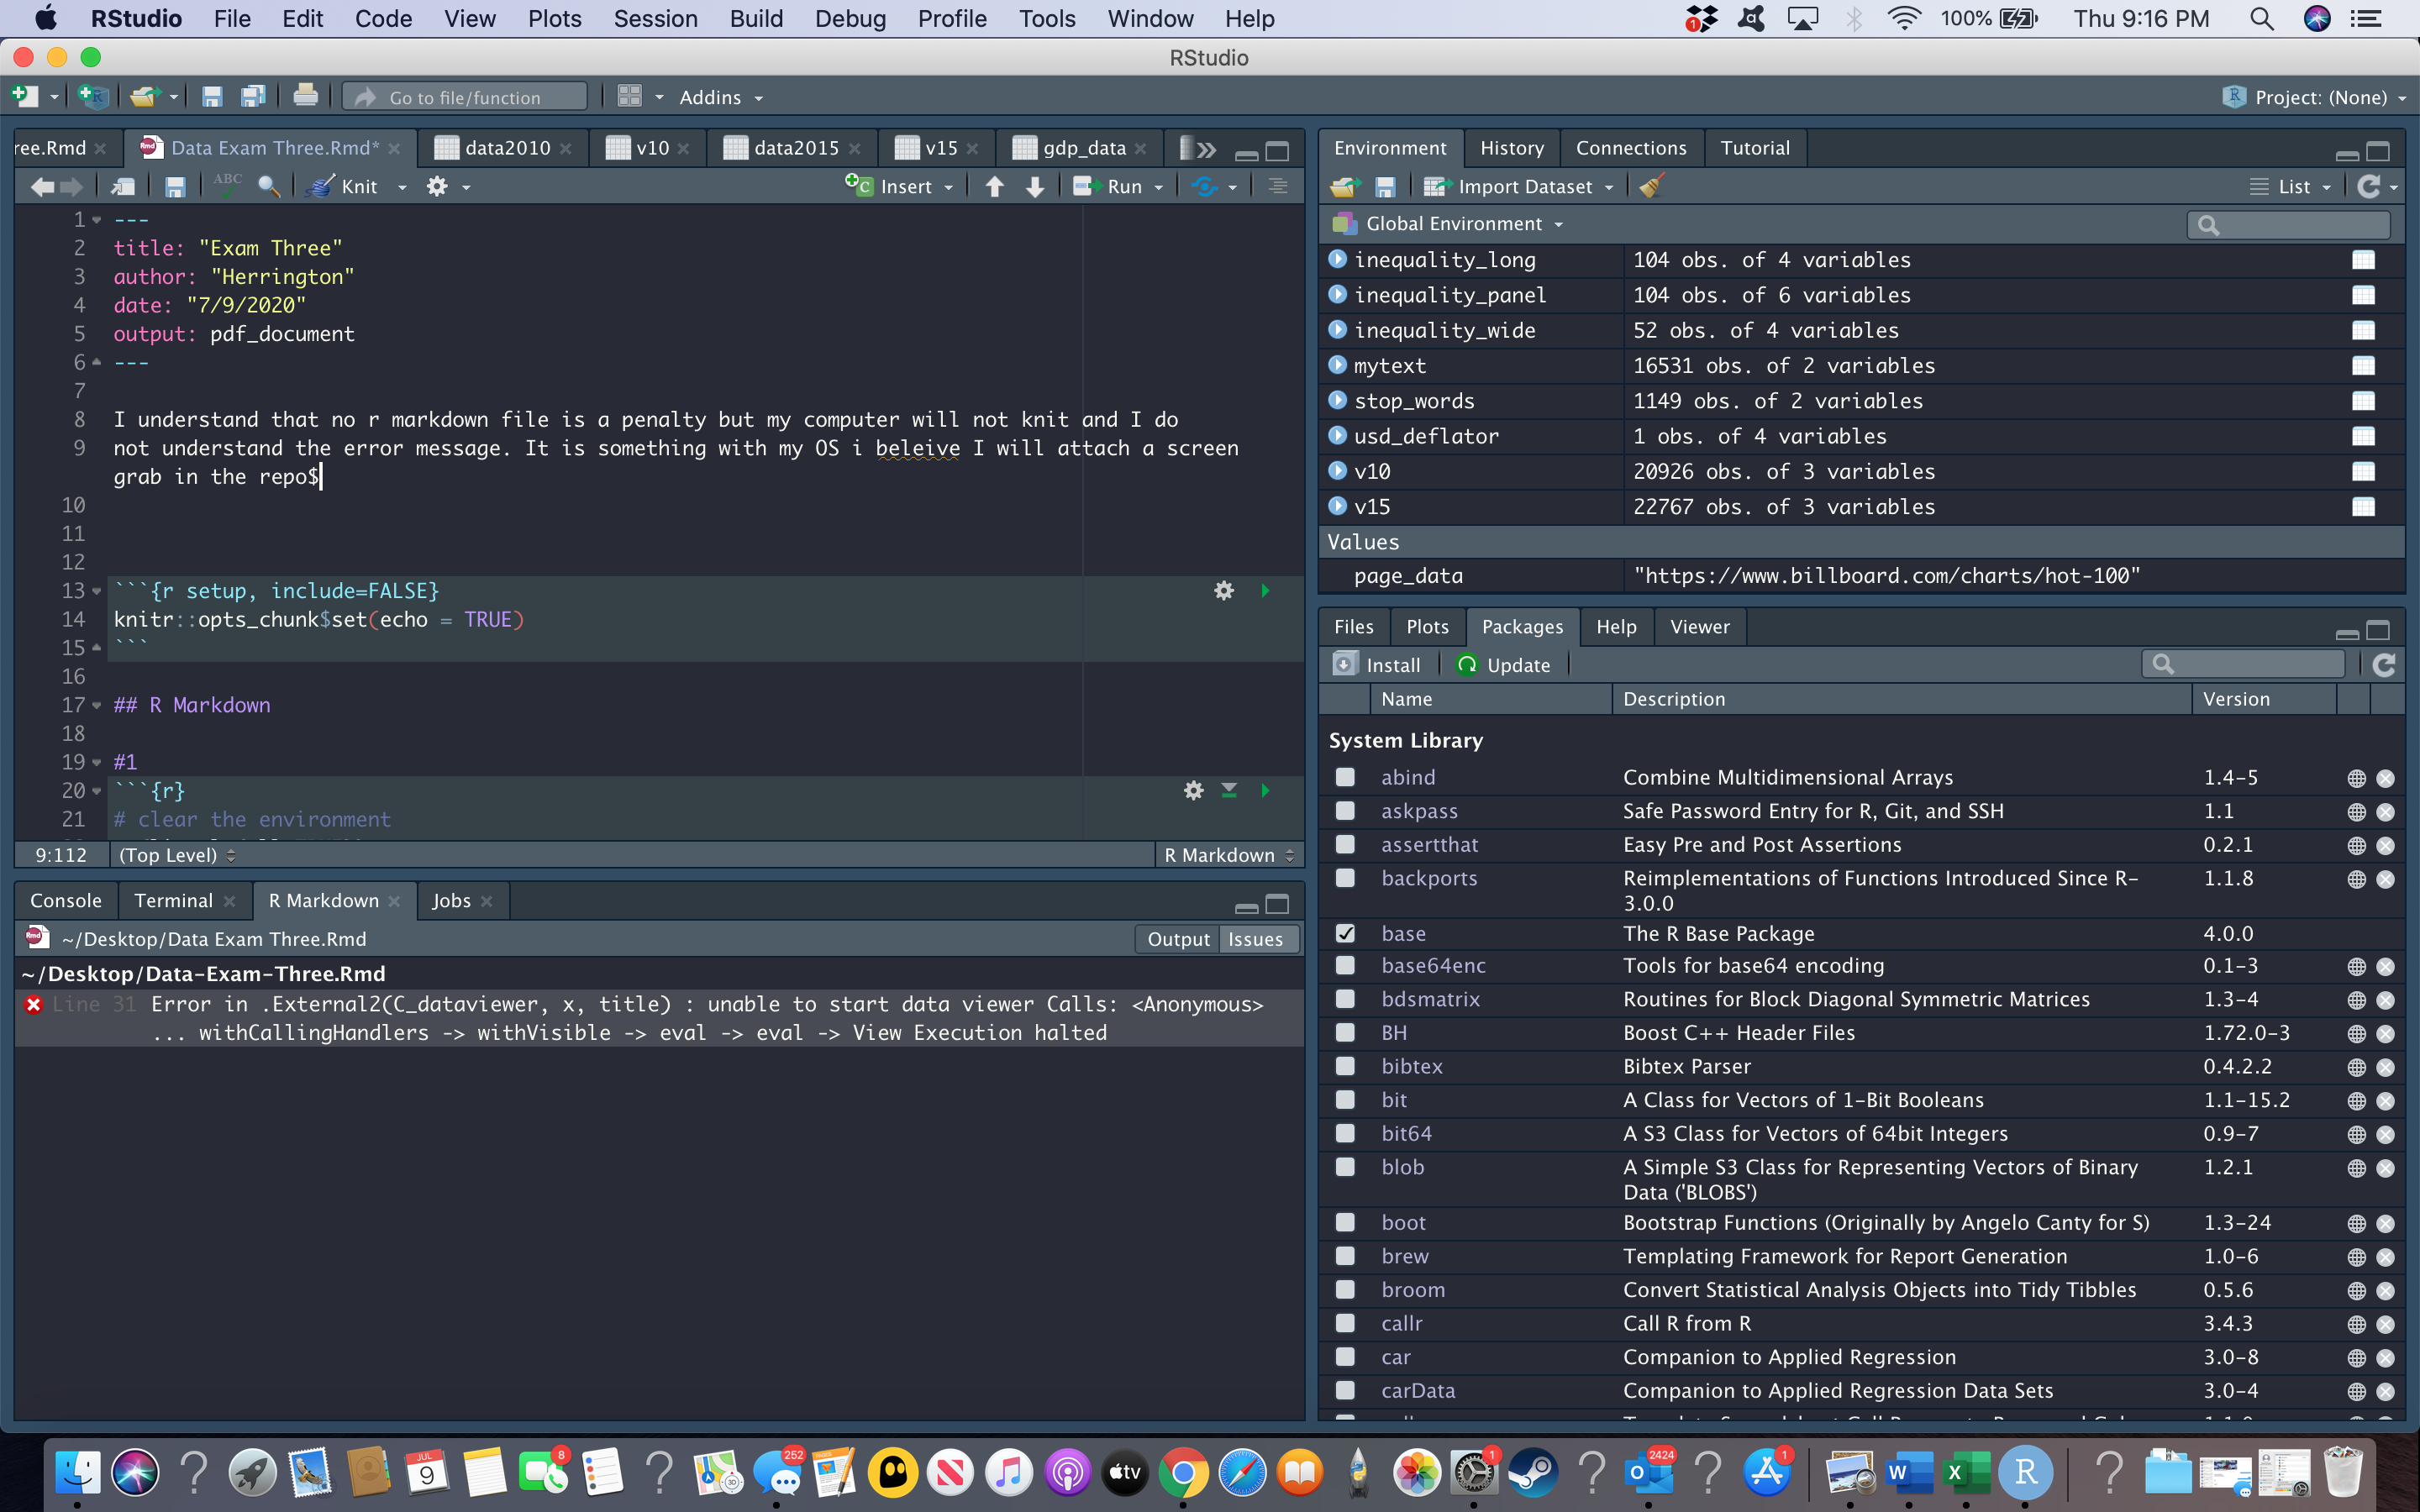 RStudio File Edit Code View Plots Session Build Debug Profile Tools Window Help 1 100% Thu 9:16 PM
RStudio
Go to file/function Addins Project: (None)
ree.Rmd Data Exam Three.Rmd* data2010 v10 data2015 v15 gdp_data
ABC Knit Insert Run
1 ---
2 title: "Exam Three"
3 author: "Herrington"
4 date: "7/9/2020"
5 output: pdf_document
6 ---
7
8 I understand that no r markdown file is a penalty but my computer will not knit and I do
9 not understand the error message. It is something with my OS i beleive I will attach a screen
grab in the repo$
10
11
12
13 ```{r setup, include=FALSE}
14 knitr::opts_chunk$set(echo = TRUE)
15 ```
16
17 ## R Markdown
18
19 #1
20 ```{r}
21 # clear the environment
9:112 (Top Level) R Markdown
Console Terminal R Markdown Jobs
~/Desktop/Data Exam Three.Rmd Output Issues
~/Desktop/Data-Exam-Three.Rmd
Line 31 Error in .External2(C_dataviewer, x, title) : unable to start data viewer Calls: <Anonymous>
... withCallingHandlers -> withVisible -> eval -> eval -> View Execution halted
Environment History Connections Tutorial
Import Dataset List
Global Environment
inequality_long 104 obs. of 4 variables
inequality_panel 104 obs. of 6 variables
inequality_wide 52 obs. of 4 variables
mytext 16531 obs. of 2 variables
stop_words 1149 obs. of 2 variables
usd_deflator 1 obs. of 4 variables
v10 20926 obs. of 3 variables
v15 22767 obs. of 3 variables
Values
page_data "https://www.billboard.com/charts/hot-100"
Files Plots Packages Help Viewer
Install Update
Name Description Version
System Library
abind Combine Multidimensional Arrays 1.4-5
askpass Safe Password Entry for R, Git, and SSH 1.1
assertthat Easy Pre and Post Assertions 0.2.1
backports Reimplementations of Functions Introduced Since R- 1.1.8
3.0.0
base The R Base Package 4.0.0
base64enc Tools for base64 encoding 0.1-3
bdsmatrix Routines for Block Diagonal Symmetric Matrices 1.3-4
BH Boost C++ Header Files 1.72.0-3
bibtex Bibtex Parser 0.4.2.2
bit A Class for Vectors of 1-Bit Booleans 1.1-15.2
bit64 A S3 Class for Vectors of 64bit Integers 0.9-7
blob A Simple S3 Class for Representing Vectors of Binary 1.2.1
Data ('BLOBS')
boot Bootstrap Functions (Originally by Angelo Canty for S) 1.3-24
brew Templating Framework for Report Generation 1.0-6
broom Convert Statistical Analysis Objects into Tidy Tibbles 0.5.6
callr Call R from R 3.4.3
car Companion to Applied Regression 3.0-8
carData Companion to Applied Regression Data Sets 3.0-4
JUL 9 8 252 PAGES tv 1 2424 1 W X R